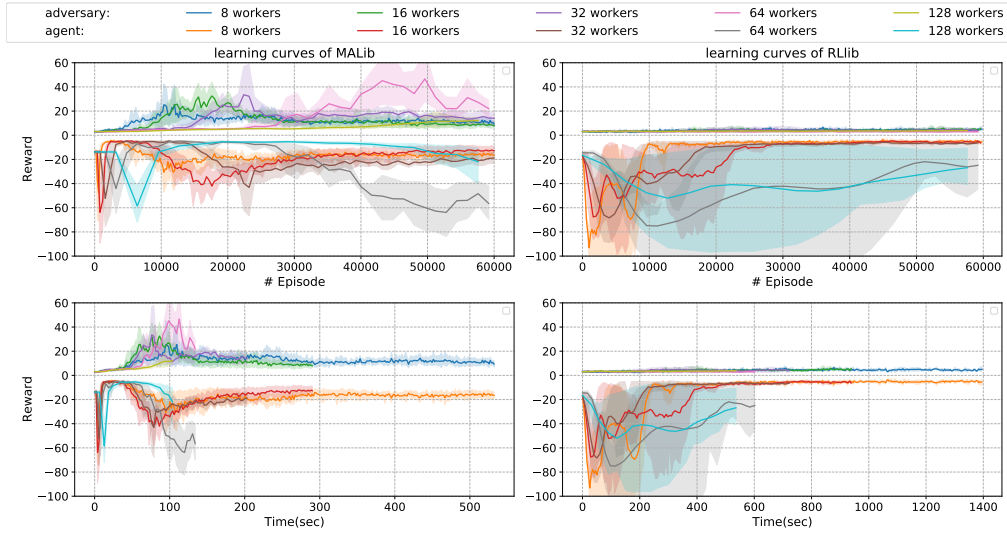 adversary: 8 workers 16 workers 32 workers 64 workers 128 workers
agent: 8 workers 16 workers 32 workers 64 workers 128 workers
learning curves of MALib
60
40
20
0
−20
−40
−60
−80
−100
Reward
0 10000 20000 30000 40000 50000 60000
# Episode
learning curves of RLlib
60
40
20
0
−20
−40
−60
−80
−100
0 10000 20000 30000 40000 50000 60000
# Episode
60
40
20
0
−20
−40
−60
−80
−100
Reward
0 100 200 300 400 500
Time(sec)
60
40
20
0
−20
−40
−60
−80
−100
0 200 400 600 800 1000 1200 1400
Time(sec)